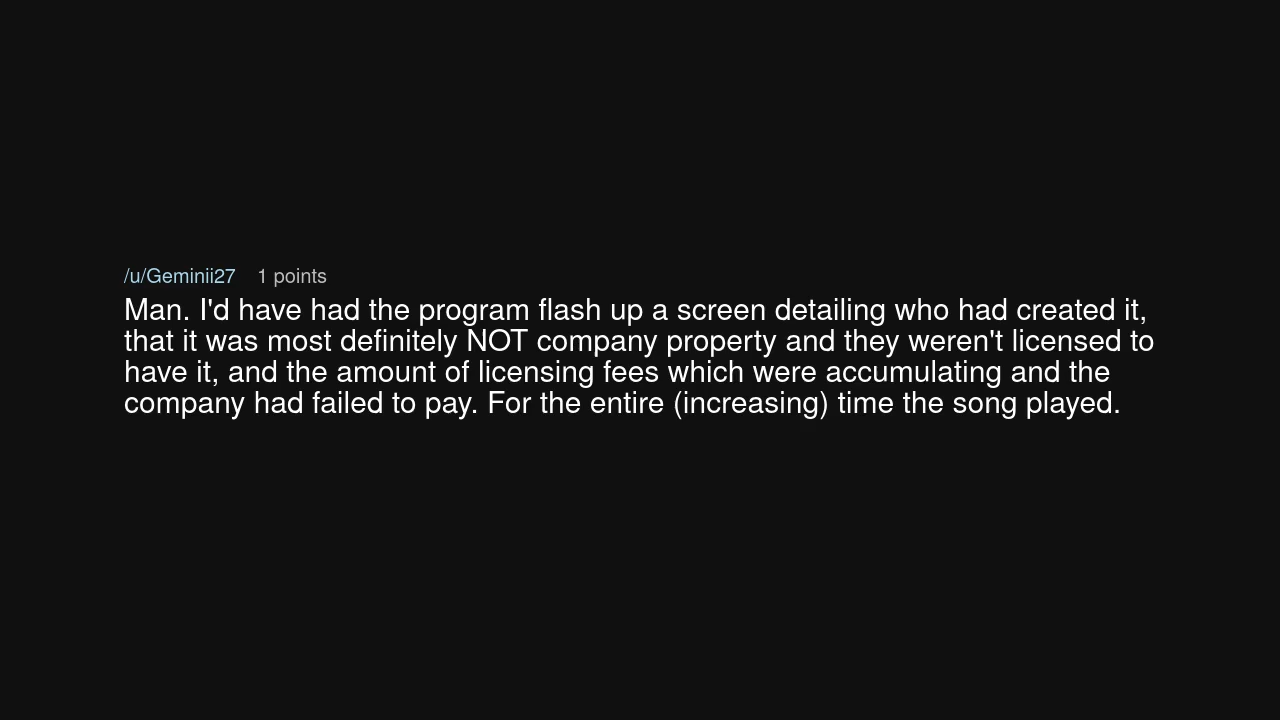 /u/Geminii27 1 points
Man. I'd have had the program flash up a screen detailing who had created it,
that it was most definitely NOT company property and they weren't licensed to
have it, and the amount of licensing fees which were accumulating and the
company had failed to pay. For the entire (increasing) time the song played.